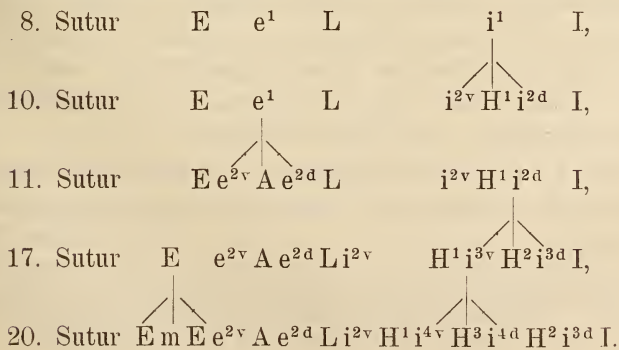 8. Sutur E e¹ L i¹ I,
10. Sutur E e¹ L i²ᵛ H¹ i²ᵈ I,
11. Sutur E e²ᵛ A e²ᵈ L i²ᵛ H¹ i²ᵈ I,
17. Sutur E e²ᵛ A e²ᵈ L i²ᵛ H¹ i³ᵛ H² i³ᵈ I,
20. Sutur E m E e²ᵛ A e²ᵈ L i²ᵛ H¹ i⁴ᵛ H³ i⁴ᵈ H² i³ᵈ I.